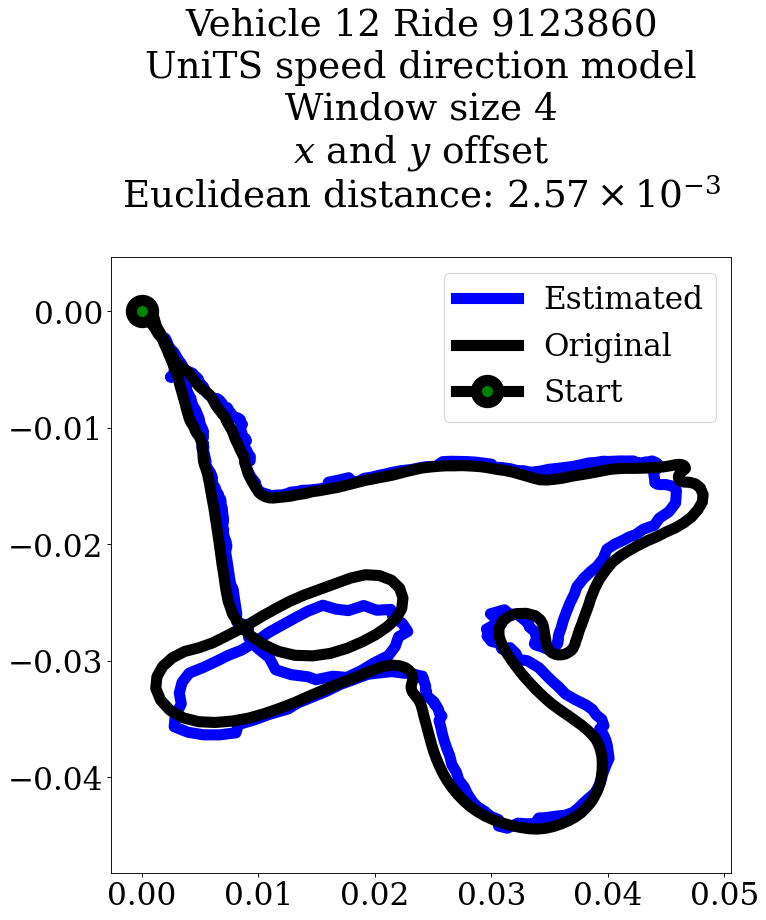 Vehicle 12 Ride 9123860
UniTS speed direction model
Window size 4
x and y offset
Euclidean distance: 2.57 × 10⁻³
Estimated
Original
Start
0.00
−0.01
−0.02
−0.03
−0.04
0.00 0.01 0.02 0.03 0.04 0.05